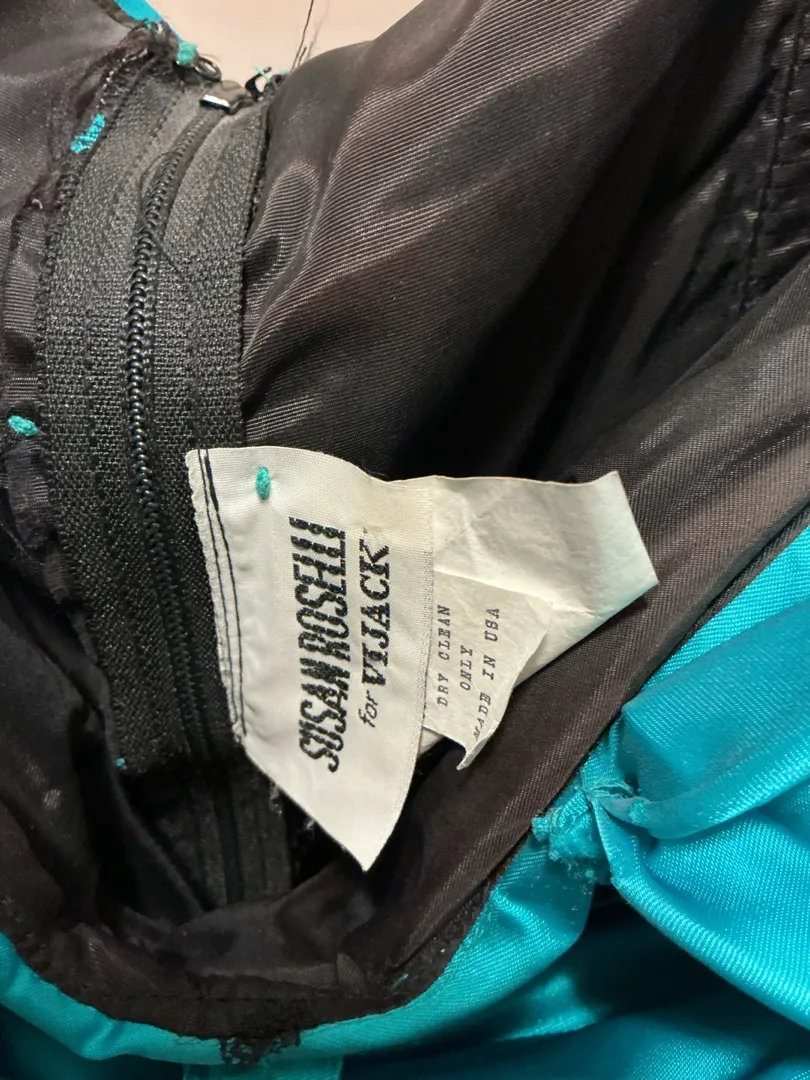 SUSAN ROSELLI
for VIJACK
DRY CLEAN
ONLY
MADE IN USA